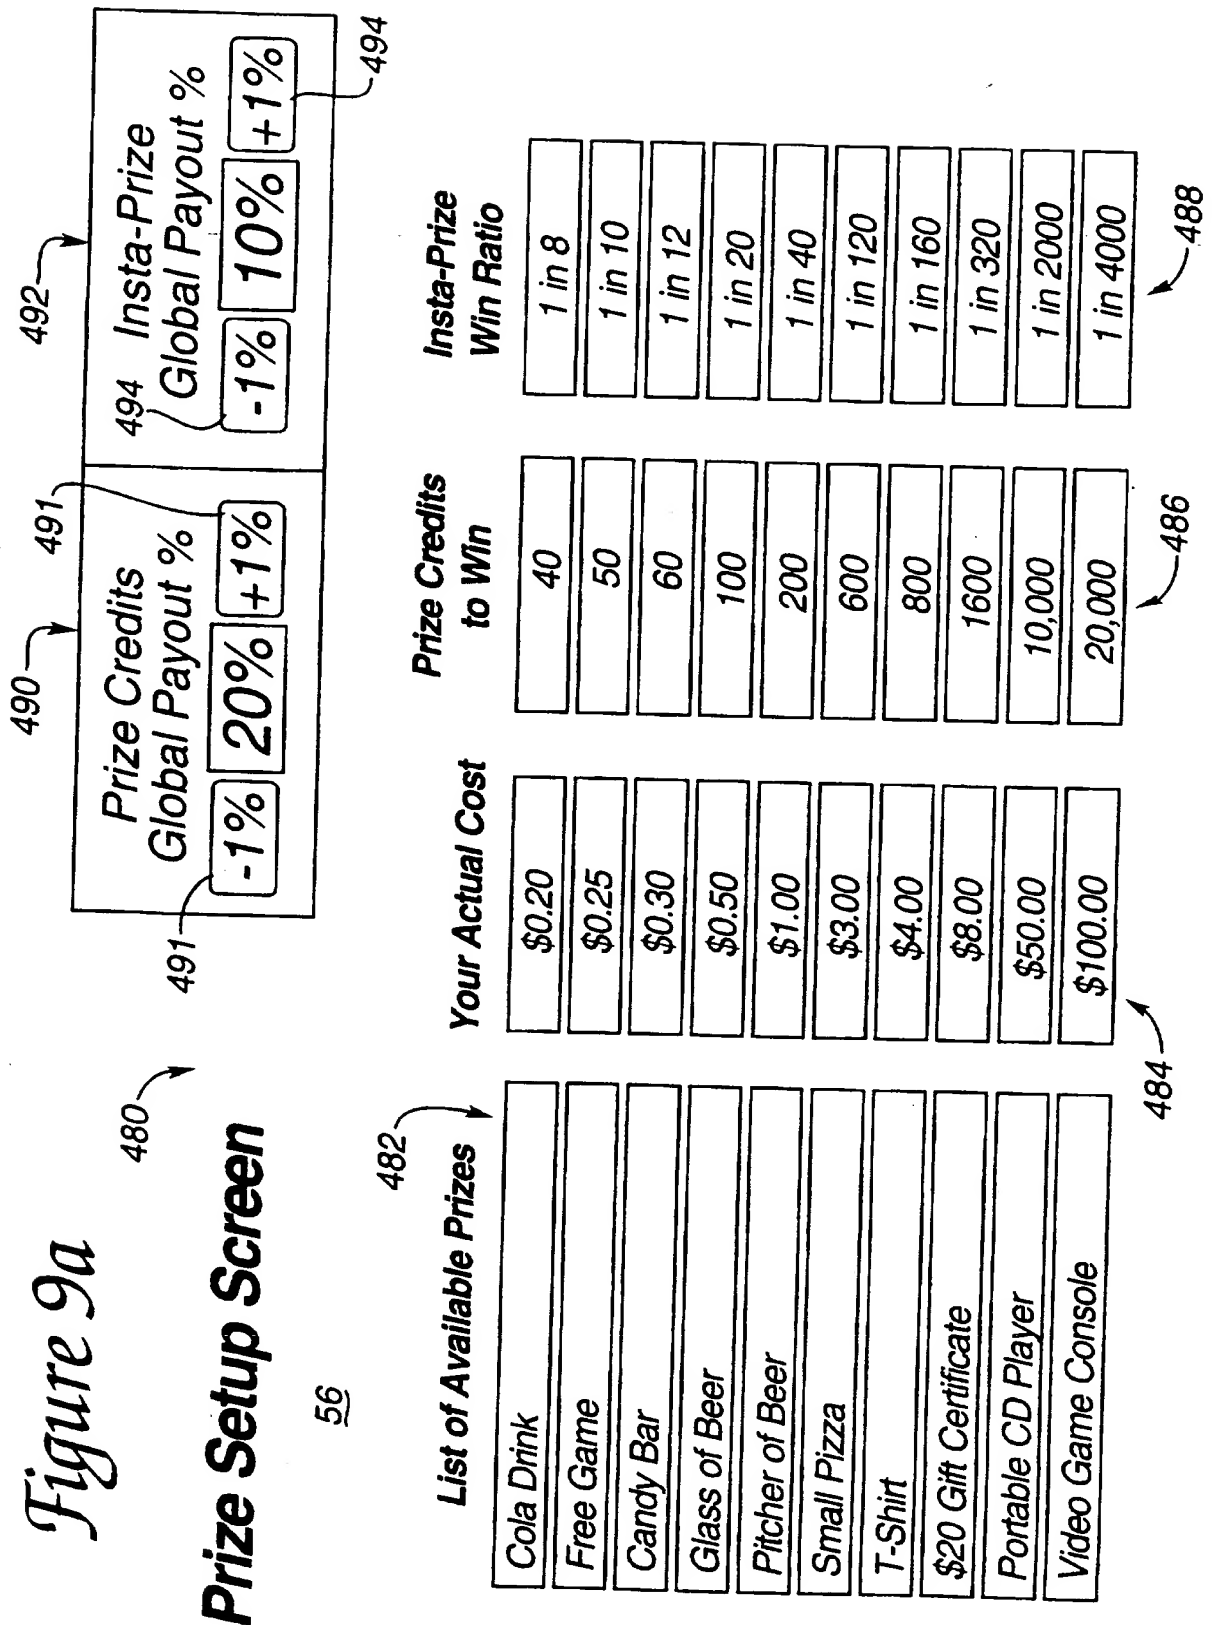 Figure 9a
Prize Setup Screen
480
56
490
492
Prize Credits
Global Payout %
-1% 20% +1%
491
491
Insta-Prize
Global Payout %
-1% 10% +1%
494
494
482
List of Available Prizes Your Actual Cost Prize Credits to Win Insta-Prize Win Ratio
Cola Drink $0.20 40 1 in 8
Free Game $0.25 50 1 in 10
Candy Bar $0.30 60 1 in 12
Glass of Beer $0.50 100 1 in 20
Pitcher of Beer $1.00 200 1 in 40
Small Pizza $3.00 600 1 in 120
T-Shirt $4.00 800 1 in 160
$20 Gift Certificate $8.00 1600 1 in 320
Portable CD Player $50.00 10,000 1 in 2000
Video Game Console $100.00 20,000 1 in 4000
484
486
488